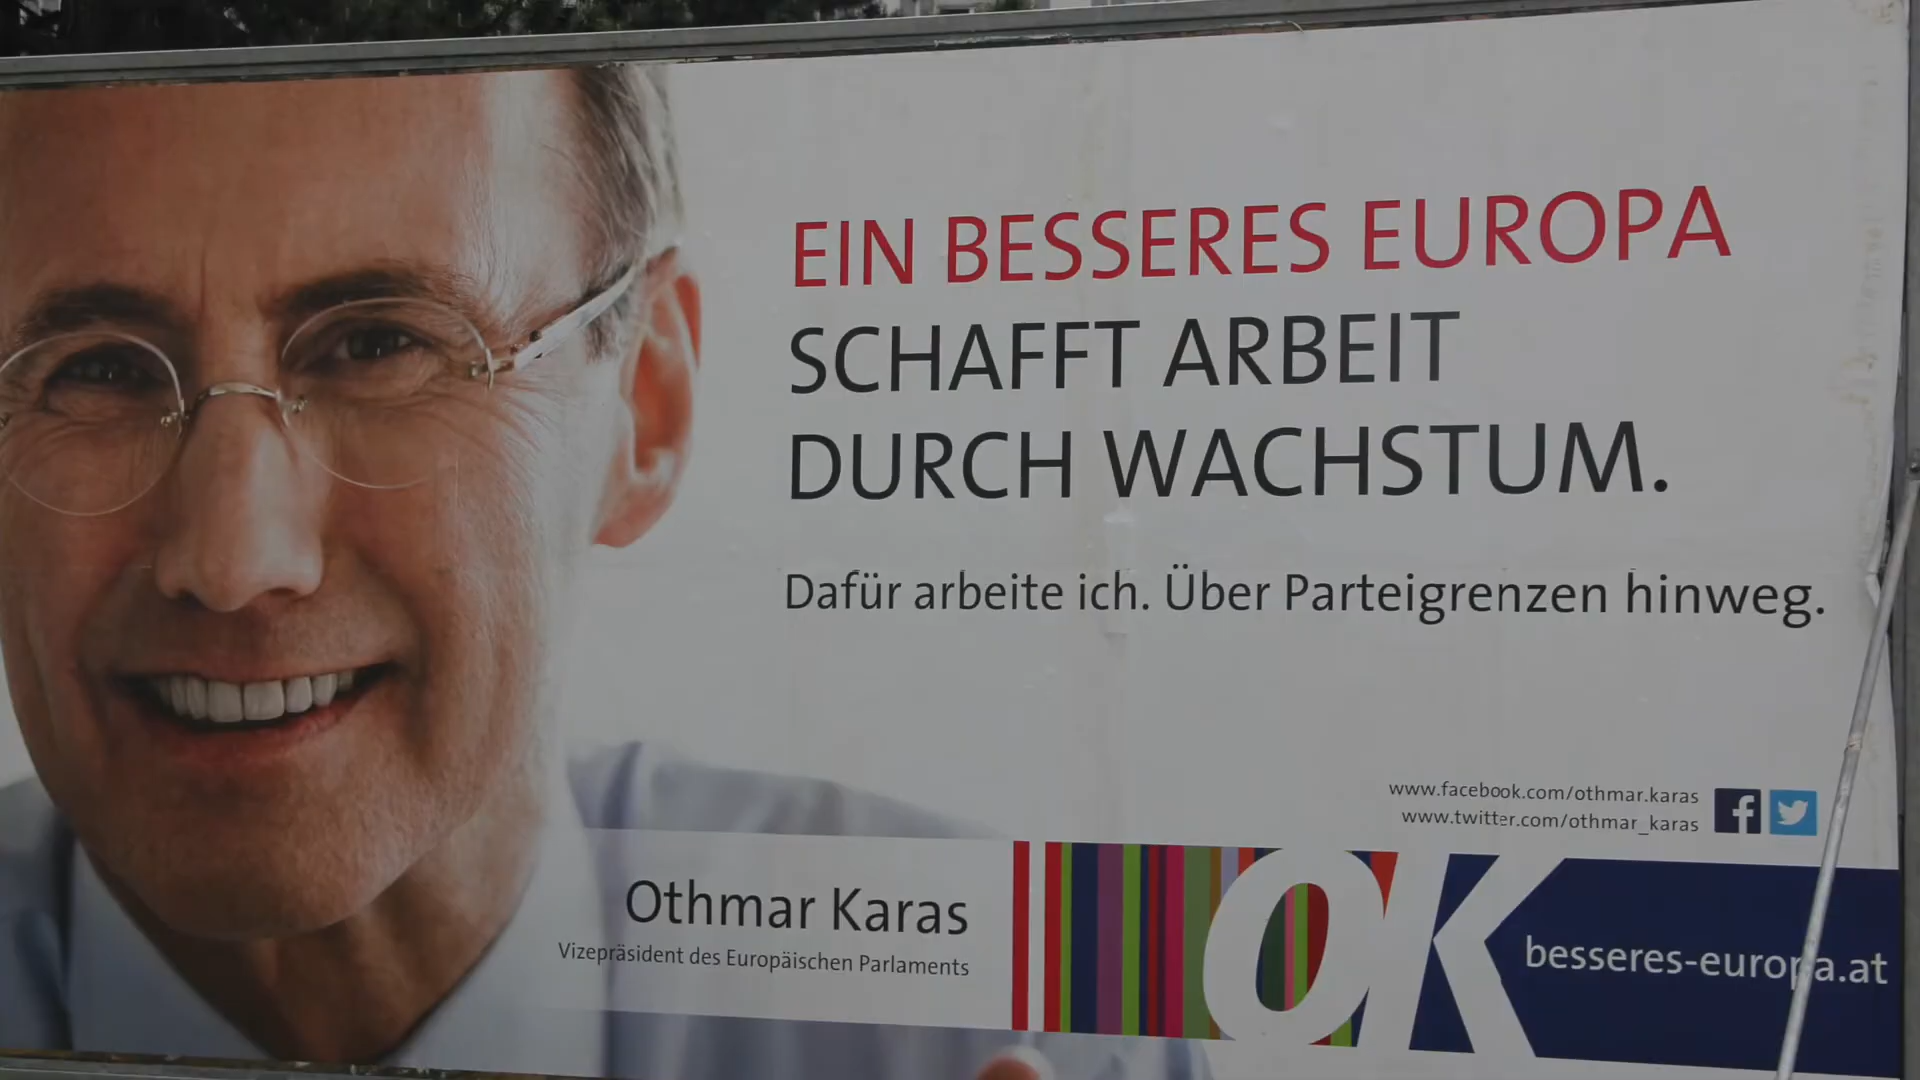 EIN BESSERES EUROPA
SCHAFFT ARBEIT
DURCH WACHSTUM.
Dafür arbeite ich. Über Parteigrenzen hinweg.
www.facebook.com/othmar.karas
www.twitter.com/othmar_karas
Othmar Karas
Vizepräsident des Europäischen Parlaments
OK
besseres-europa.at